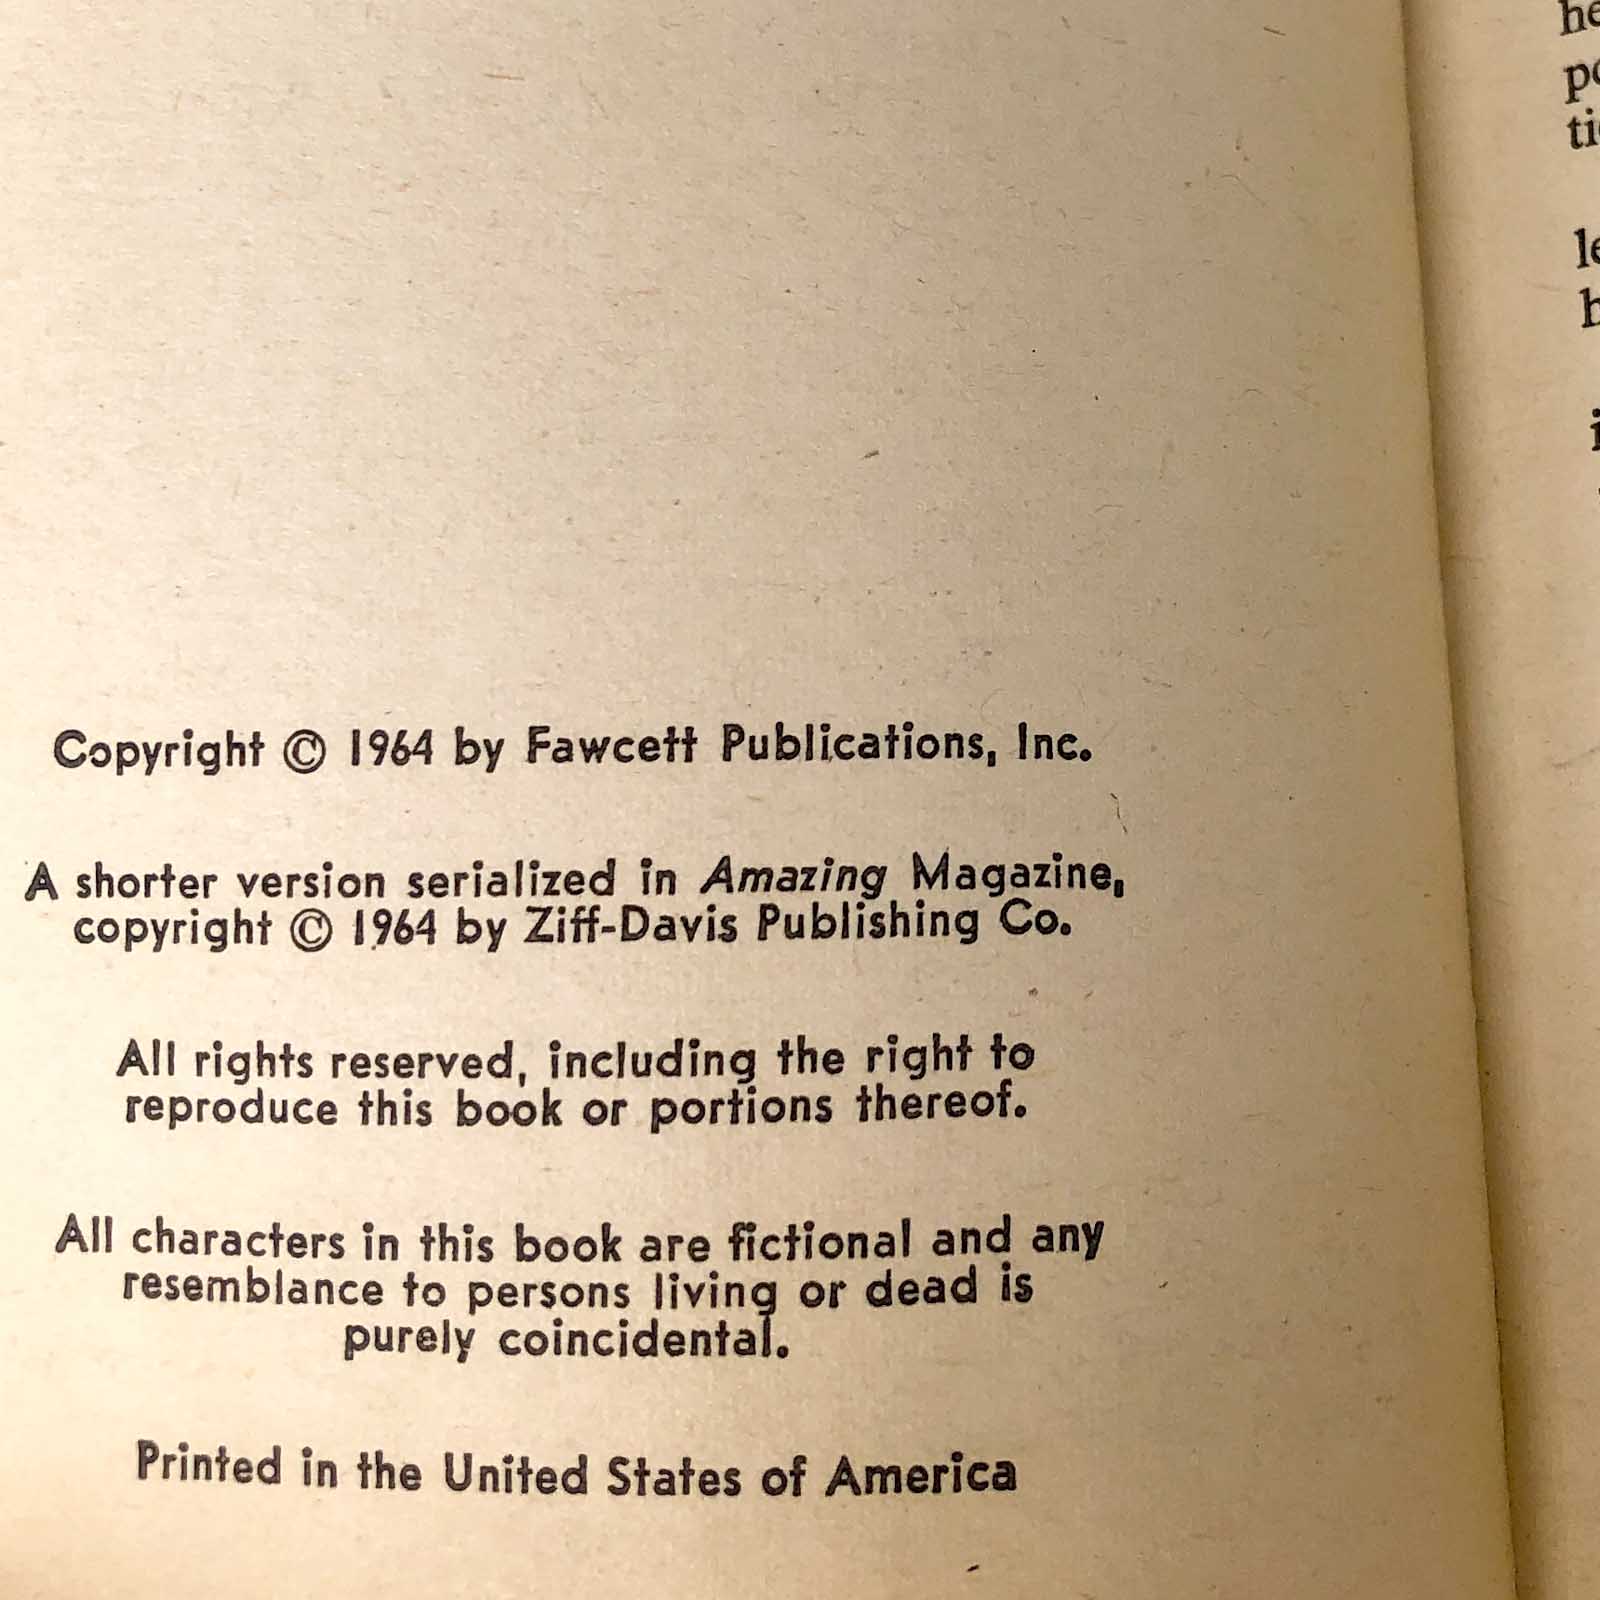 Copyright © 1964 by Fawcett Publications, Inc.
A shorter version serialized in Amazing Magazine,
copyright © 1964 by Ziff-Davis Publishing Co.
All rights reserved, including the right to
reproduce this book or portions thereof.
All characters in this book are fictional and any
resemblance to persons living or dead is
purely coincidental.
Printed in the United States of America